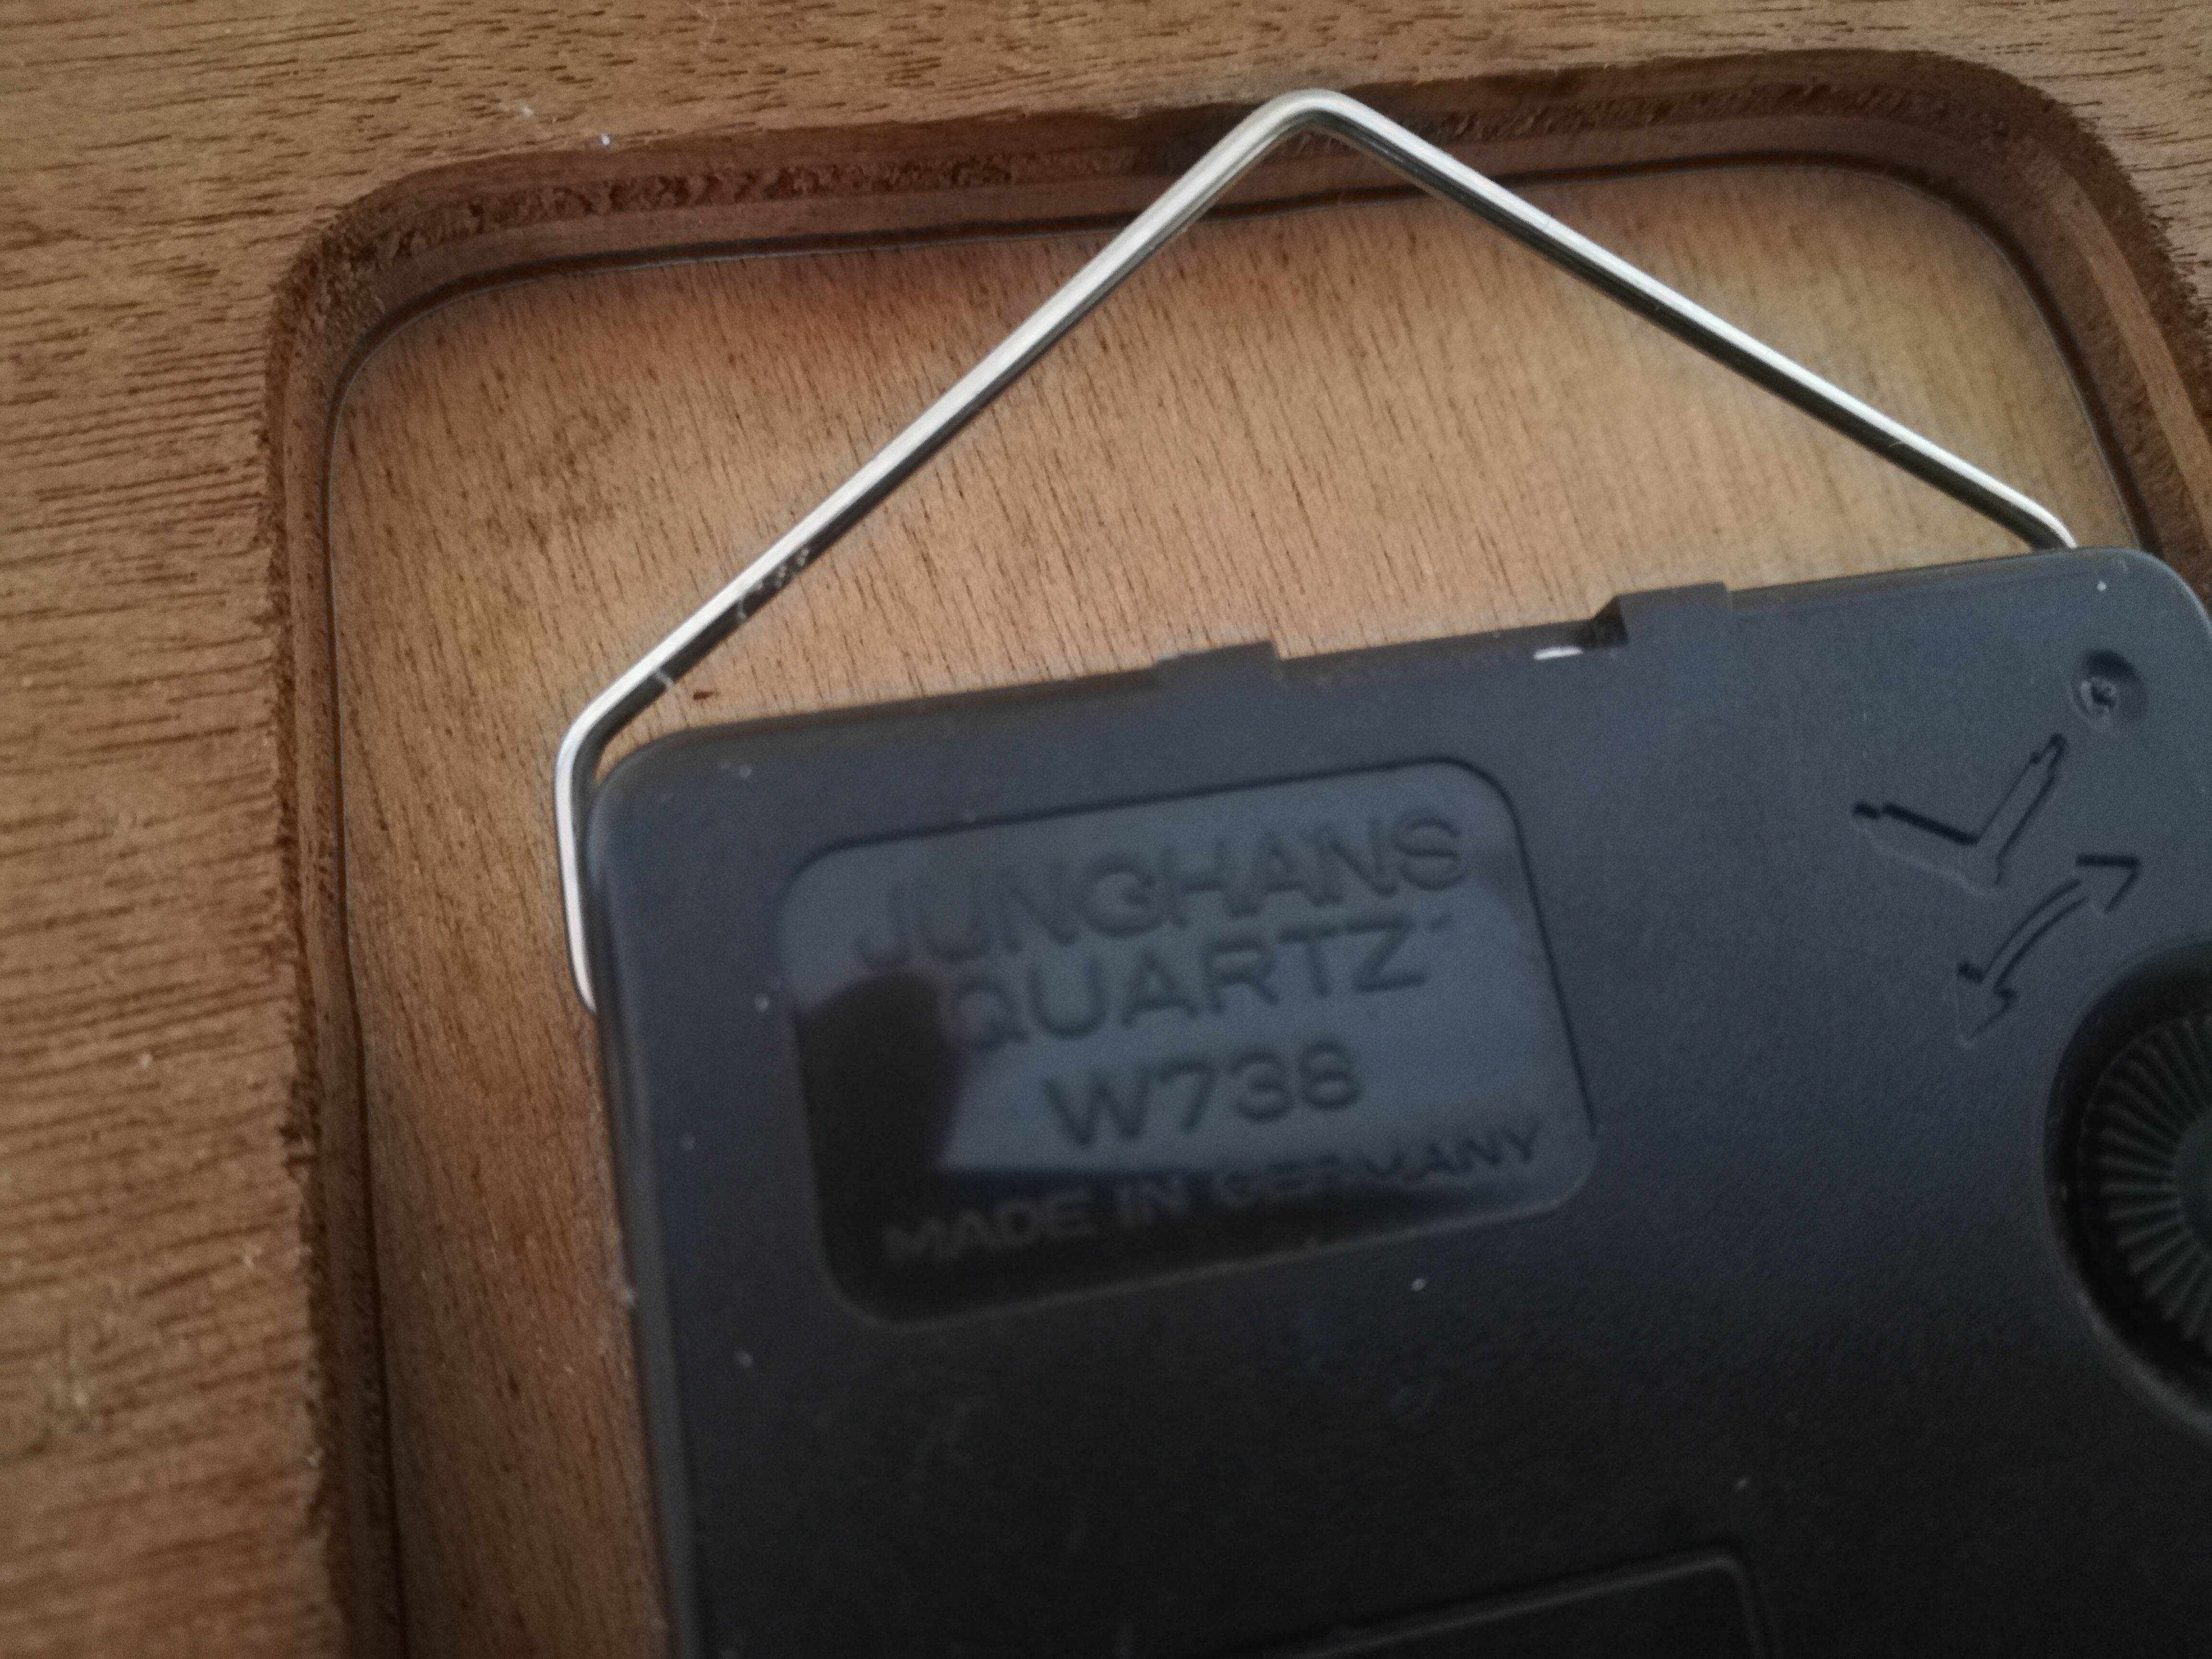 JUNGHANS
QUARTZ
W738
MADE IN GERMANY